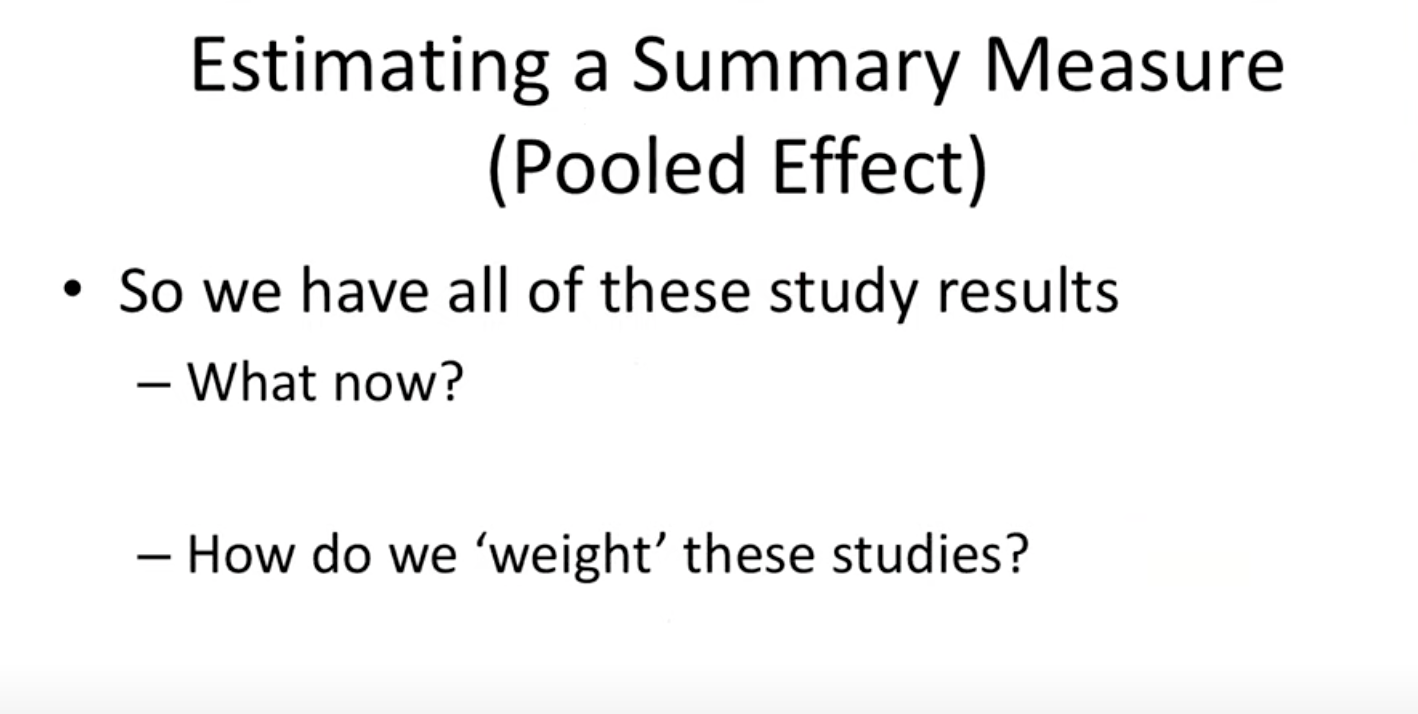 Estimating a Summary Measure
(Pooled Effect)
• So we have all of these study results
– What now?
– How do we ‘weight’ these studies?